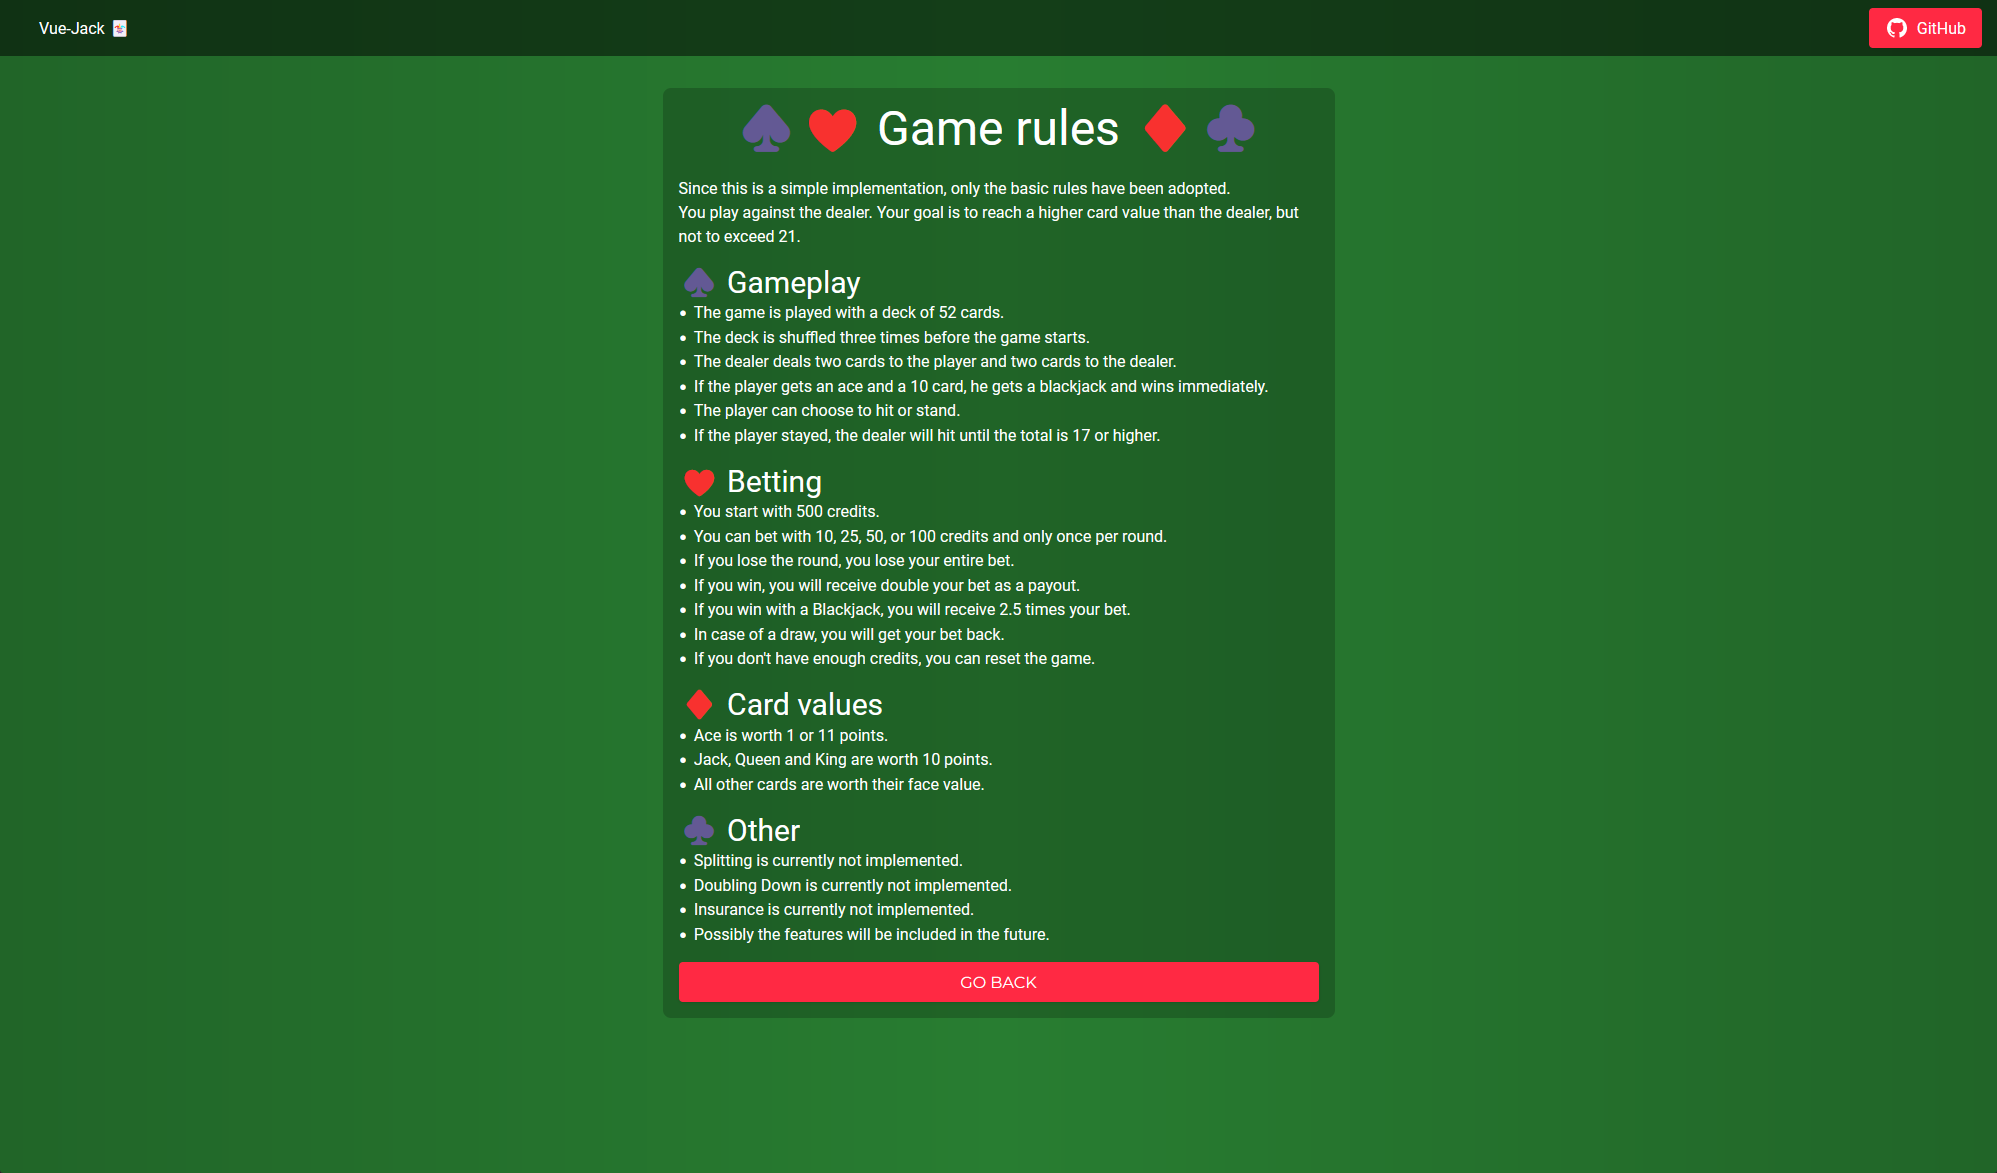 Vue-Jack
GitHub
Game rules
Since this is a simple implementation, only the basic rules have been adopted.
You play against the dealer. Your goal is to reach a higher card value than the dealer, but
not to exceed 21.
Gameplay
• The game is played with a deck of 52 cards.
• The deck is shuffled three times before the game starts.
• The dealer deals two cards to the player and two cards to the dealer.
• If the player gets an ace and a 10 card, he gets a blackjack and wins immediately.
• The player can choose to hit or stand.
• If the player stayed, the dealer will hit until the total is 17 or higher.
Betting
• You start with 500 credits.
• You can bet with 10, 25, 50, or 100 credits and only once per round.
• If you lose the round, you lose your entire bet.
• If you win, you will receive double your bet as a payout.
• If you win with a Blackjack, you will receive 2.5 times your bet.
• In case of a draw, you will get your bet back.
• If you don't have enough credits, you can reset the game.
Card values
• Ace is worth 1 or 11 points.
• Jack, Queen and King are worth 10 points.
• All other cards are worth their face value.
Other
• Splitting is currently not implemented.
• Doubling Down is currently not implemented.
• Insurance is currently not implemented.
• Possibly the features will be included in the future.
GO BACK